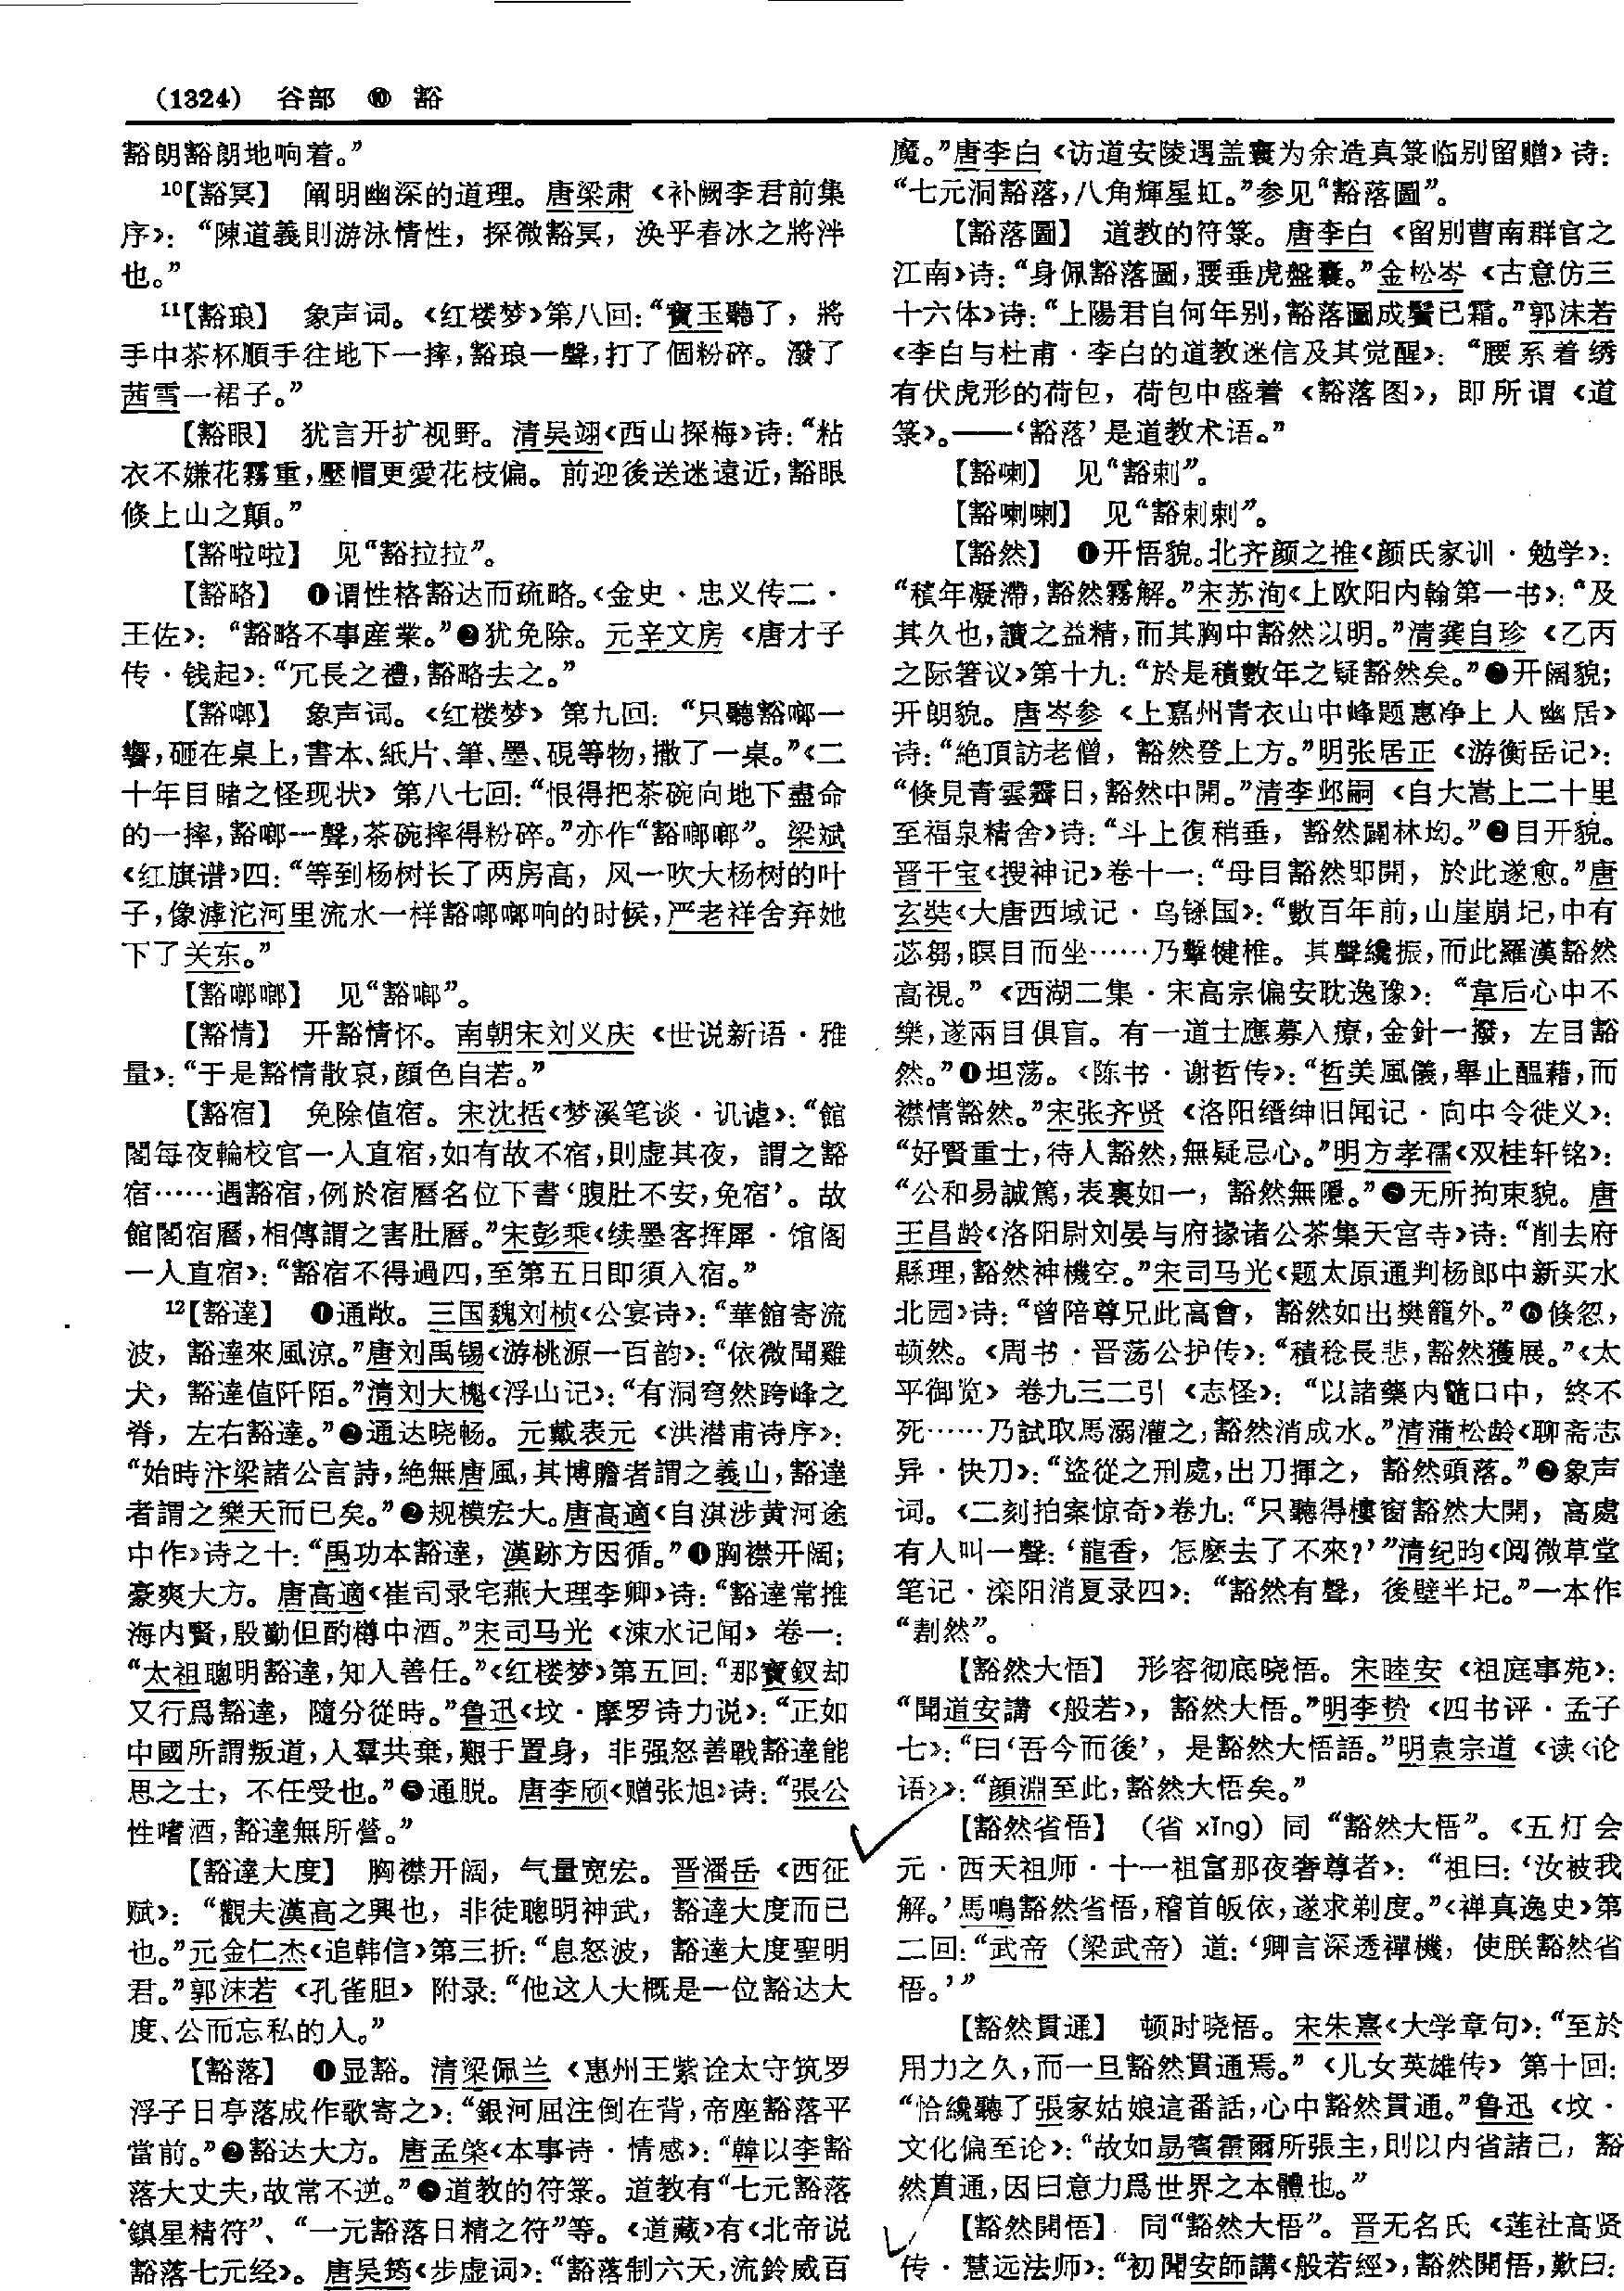 (1324) 谷部 ⑩ 豁
豁朗豁朗地响着。”
10【豁冥】 阐明幽深的道理。唐梁肃《补阙李君前集
序》：“陳道義則游泳情性，探微豁冥，涣乎春冰之將泮
也。”
11【豁琅】 象声词。《红楼梦》第八回：“寶玉聽了，將
手中茶杯順手往地下一摔，豁琅一聲，打了個粉碎。潑了
茜雪一裙子。”
【豁眼】 犹言开扩视野。清吴翊《西山探梅》诗：“粘
衣不嫌花霧重，壓帽更愛花枝偏。前迎後送迷遠近，豁眼
倏上山之顛。”
【豁啦啦】 见“豁拉拉”。
【豁略】 ❶谓性格豁达而疏略。《金史·忠义传二·
王佐》：“豁略不事産業。”❷犹免除。元辛文房《唐才子
传·钱起》：“冗長之禮，豁略去之。”
【豁啷】 象声词。《红楼梦》第九回：“只聽豁啷一
響，砸在桌上，書本、紙片、筆、墨、硯等物，撒了一桌。”《二
十年目睹之怪现状》第八七回：“恨得把茶碗向地下盡命
的一摔，豁啷一聲，茶碗摔得粉碎。”亦作“豁啷啷”。梁斌
《红旗谱》四：“等到杨树长了两房高，风一吹大杨树的叶
子，像滹沱河里流水一样豁啷啷响的时候，严老祥舍弃她
下了关东。”
【豁啷啷】 见“豁啷”。
【豁情】 开豁情怀。南朝宋刘义庆《世说新语·雅
量》：“于是豁情散哀，顔色自若。”
【豁宿】 免除值宿。宋沈括《梦溪笔谈·讥谑》：“館
閣每夜輪校官一人直宿，如有故不宿，則虚其夜，謂之豁
宿……遇豁宿，例於宿曆名位下書‘腹肚不安，免宿’。故
館閣宿曆，相傳謂之害肚曆。”宋彭乘《续墨客挥犀·馆阁
一人直宿》：“豁宿不得過四，至第五日即須入宿。”
12【豁達】 ❶通敞。三国魏刘桢《公宴诗》：“華館寄流
波，豁達來風凉。”唐刘禹锡《游桃源一百韵》：“依微聞雞
犬，豁達值阡陌。”清刘大櫆《浮山记》：“有洞穹然跨峰之
脊，左右豁達。”❷通达晓畅。元戴表元《洪潜甫诗序》：
“始時汴梁諸公言詩，絶無唐風，其博贍者謂之義山，豁達
者謂之樂天而已矣。”❸规模宏大。唐高適《自淇涉黄河途
中作》诗之十：“禹功本豁達，漢跡方因循。”❹胸襟开阔；
豪爽大方。唐高適《崔司录宅燕大理李卿》诗：“豁達常推
海内賢，殷勤但酌樽中酒。”宋司马光《涑水记闻》卷一：
“太祖聰明豁達，知人善任。”《红楼梦》第五回：“那寶釵却
又行爲豁達，隨分從時。”鲁迅《坟·摩罗诗力说》：“正如
中國所謂叛道，人羣共棄，艱于置身，非强怒善戰豁達能
思之士，不任受也。”❺通脱。唐李颀《赠张旭》诗：“張公
性嗜酒，豁達無所營。”
【豁達大度】 胸襟开阔，气量宽宏。晋潘岳《西征
赋》：“觀夫漢高之興也，非徒聰明神武，豁達大度而已
也。”元金仁杰《追韩信》第三折：“息怒波，豁達大度聖明
君。”郭沫若《孔雀胆》附录：“他这人大概是一位豁达大
度、公而忘私的人。”
【豁落】 ❶显豁。清梁佩兰《惠州王紫诠太守筑罗
浮子日亭落成作歌寄之》：“銀河屈注倒在背，帝座豁落平
當前。”❷豁达大方。唐孟棨《本事诗·情感》：“韓以李豁
落大丈夫，故常不逆。”❸道教的符箓。道教有“七元豁落
鎮星精符”、“一元豁落日精之符”等。《道藏》有《北帝说
豁落七元经》。唐吴筠《步虚词》：“豁落制六天，流鈴威百
魔。”唐李白《访道安陵遇盖寰为余造真箓临别留赠》诗：
“七元洞豁落，八角輝星虹。”参见“豁落圖”。
【豁落圖】 道教的符箓。唐李白《留别曹南群官之
江南》诗：“身佩豁落圖，腰垂虎盤囊。”金松岑《古意仿三
十六体》诗：“上陽君自何年别，豁落圖成鬢已霜。”郭沫若
《李白与杜甫·李白的道教迷信及其觉醒》：“腰系着绣
有伏虎形的荷包，荷包中盛着《豁落图》，即所谓《道
箓》。——‘豁落’是道教术语。”
【豁喇】 见“豁剌”。
【豁喇喇】 见“豁剌剌”。
【豁然】 ❶开悟貌。北齐颜之推《颜氏家训·勉学》：
“積年凝滯，豁然霧解。”宋苏洵《上欧阳内翰第一书》：“及
其久也，讀之益精，而其胸中豁然以明。”清龚自珍《乙丙
之际箸议》第十九：“於是積數年之疑豁然矣。”❷开阔貌；
开朗貌。唐岑参《上嘉州青衣山中峰题惠净上人幽居》
诗：“絶頂訪老僧，豁然登上方。”明张居正《游衡岳记》：
“倏見青雲霽日，豁然中開。”清李邺嗣《自大嵩上二十里
至福泉精舍》诗：“斗上復稍垂，豁然闢林坳。”❸目开貌。
晋干宝《搜神记》卷十一：“母目豁然即開，於此遂愈。”唐
玄奘《大唐西域记·乌铩国》：“數百年前，山崖崩圮，中有
苾芻，瞑目而坐……乃擊犍椎。其聲纔振，而此羅漢豁然
高視。”《西湖二集·宋高宗偏安耽逸豫》：“韋后心中不
樂，遂兩目俱盲。有一道士應募入療，金針一撥，左目豁
然。”❹坦荡。《陈书·谢哲传》：“哲美風儀，舉止醖藉，而
襟情豁然。”宋张齐贤《洛阳缙绅旧闻记·向中令徙义》：
“好賢重士，待人豁然，無疑忌心。”明方孝孺《双桂轩铭》：
“公和易誠篤，表裏如一，豁然無隱。”❺无所拘束貌。唐
王昌龄《洛阳尉刘晏与府掾诸公茶集天宫寺》诗：“削去府
縣理，豁然神機空。”宋司马光《题太原通判杨郎中新买水
北园》诗：“曾陪尊兄此高會，豁然如出樊籠外。”❻倏忽，
顿然。《周书·晋荡公护传》：“積稔長悲，豁然獲展。”《太
平御览》卷九三二引《志怪》：“以諸藥内鼈口中，終不
死……乃試取馬溺灌之，豁然消成水。”清蒲松龄《聊斋志
异·快刀》：“盜從之刑處，出刀揮之，豁然頭落。”❼象声
词。《二刻拍案惊奇》卷九：“只聽得樓窗豁然大開，高處
有人叫一聲：‘龍香，怎麽去了不來？’”清纪昀《阅微草堂
笔记·滦阳消夏录四》：“豁然有聲，後壁半圮。”一本作
“剨然”。
【豁然大悟】 形容彻底晓悟。宋睦安《祖庭事苑》：
“聞道安講《般若》，豁然大悟。”明李贽《四书评·孟子
七》：“曰‘吾今而後’，是豁然大悟語。”明袁宗道《读〈论
语〉》：“顔淵至此，豁然大悟矣。”
【豁然省悟】 （省 xǐng）同“豁然大悟”。《五灯会
元·西天祖师·十一祖富那夜奢尊者》：“祖曰：‘汝被我
解。’馬鳴豁然省悟，稽首皈依，遂求剃度。”《禅真逸史》第
二回：“武帝（梁武帝）道：‘卿言深透禪機，使朕豁然省
悟。’”
【豁然貫通】 顿时晓悟。宋朱熹《大学章句》：“至於
用力之久，而一旦豁然貫通焉。”《儿女英雄传》第十回：
“恰纔聽了張家姑娘這番話，心中豁然貫通。”鲁迅《坟·
文化偏至论》：“故如勗賓霍爾所張主，則以内省諸己，豁
然貫通，因曰意力爲世界之本體也。”
【豁然開悟】 同“豁然大悟”。晋无名氏《莲社高贤
传·慧远法师》：“初聞安師講《般若經》，豁然開悟，歎曰：